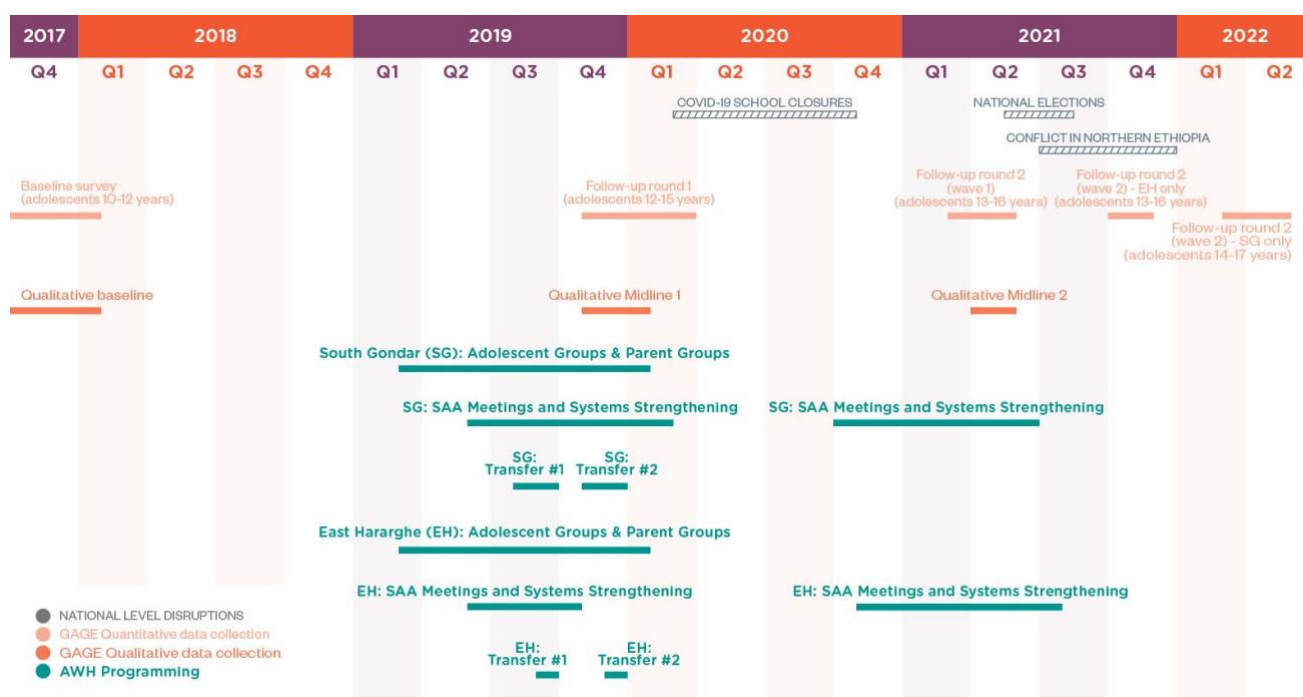 2017 2018 2019 2020 2021 2022
Q4 Q1 Q2 Q3 Q4 Q1 Q2 Q3 Q4 Q1 Q2 Q3 Q4 Q1 Q2 Q3 Q4 Q1 Q2
COVID-19 SCHOOL CLOSURES
NATIONAL ELECTIONS
CONFLICT IN NORTHERN ETHIOPIA
Baseline survey
(adolescents 10-12 years)
Follow-up round 1
(adolescents 12-15 years)
Follow-up round 2
(wave 1)
(adolescents 13-16 years)
Follow-up round 2
(wave 2) - EH only
(adolescents 13-16 years)
Follow-up round 2
(wave 2) - SG only
(adolescents 14-17 years)
Qualitative baseline
Qualitative Midline 1
Qualitative Midline 2
South Gondar (SG): Adolescent Groups & Parent Groups
SG: SAA Meetings and Systems Strengthening
SG: SAA Meetings and Systems Strengthening
SG:
Transfer #1
SG:
Transfer #2
East Hararghe (EH): Adolescent Groups & Parent Groups
EH: SAA Meetings and Systems Strengthening
EH: SAA Meetings and Systems Strengthening
EH:
Transfer #1
EH:
Transfer #2
NATIONAL LEVEL DISRUPTIONS
GAGE Quantitative data collection
GAGE Qualitative data collection
AWH Programming